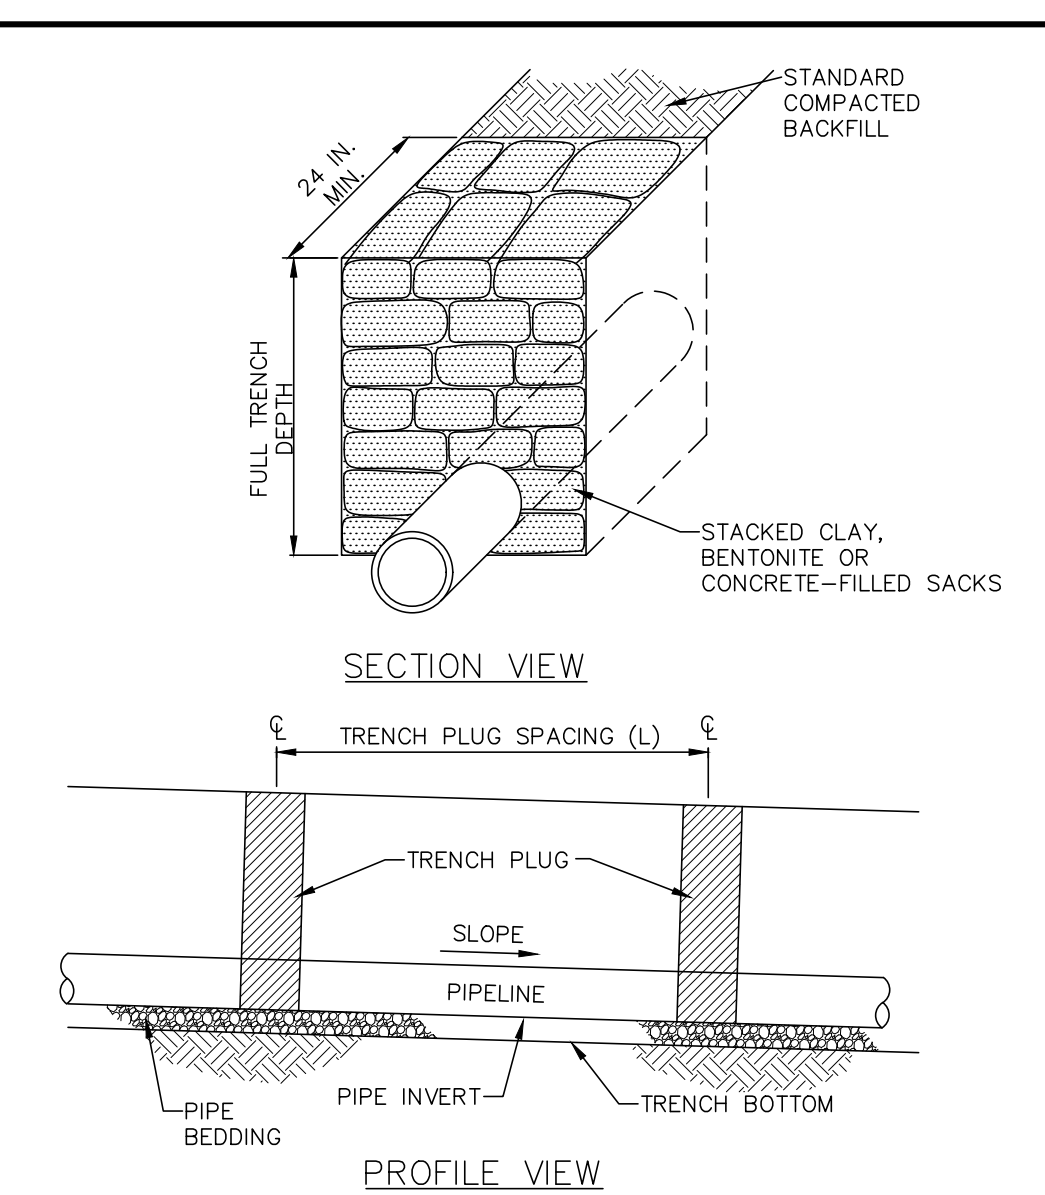 STANDARD
COMPACTED
BACKFILL
24 IN.
MIN.
FULL TRENCH
DEPTH
STACKED CLAY,
BENTONITE OR
CONCRETE-FILLED SACKS
SECTION VIEW
℄
TRENCH PLUG SPACING (L)
℄
TRENCH PLUG
SLOPE
PIPELINE
PIPE INVERT
TRENCH BOTTOM
PIPE
BEDDING
PROFILE VIEW